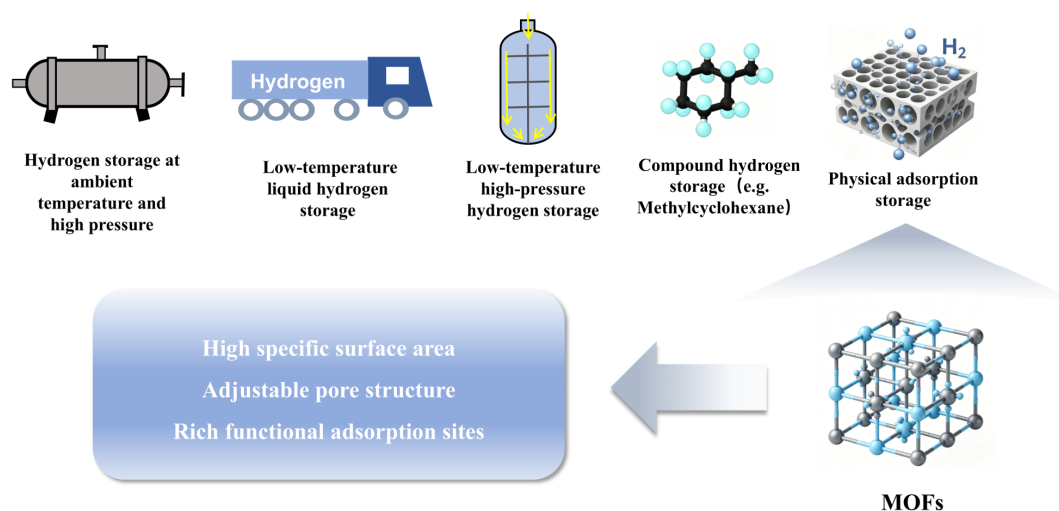 Hydrogen
H2
Hydrogen storage at
ambient
temperature and
high pressure
Low-temperature
liquid hydrogen
storage
Low-temperature
high-pressure
hydrogen storage
Compound hydrogen
storage（e.g.
Methylcyclohexane）
Physical adsorption
storage
High specific surface area
Adjustable pore structure
Rich functional adsorption sites
MOFs